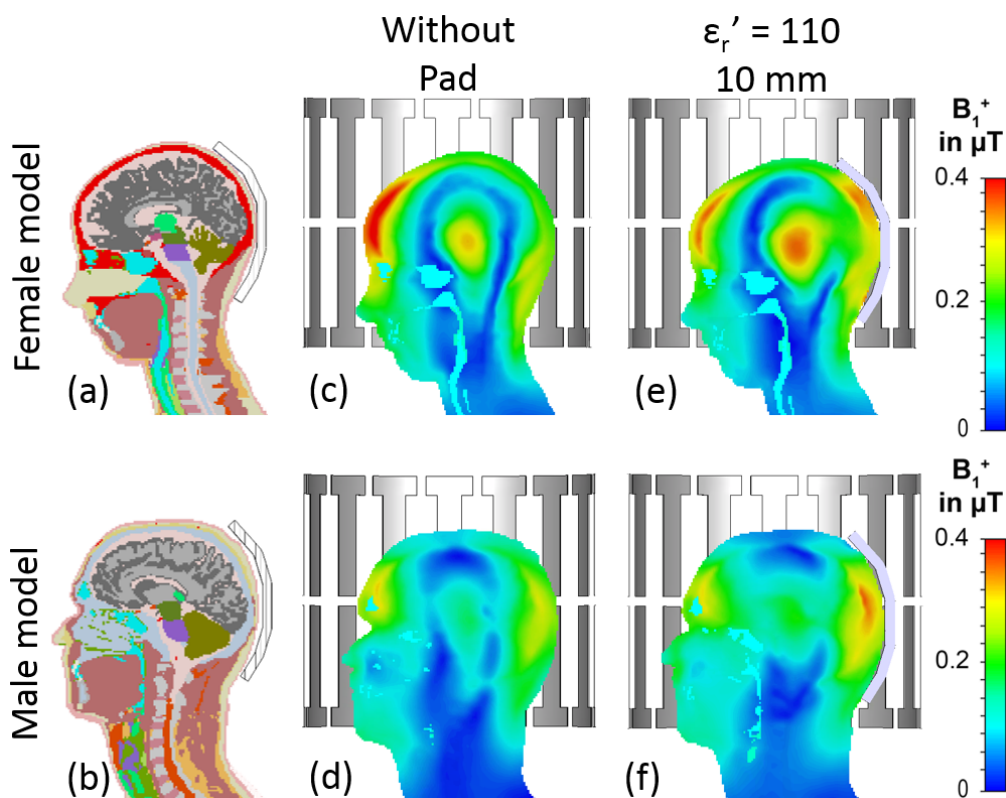 Without
Pad
εᵣ’ = 110
10 mm
Female model
(a)
(c)
(e)
B₁⁺
in µT
0.4
0.2
0
Male model
(b)
(d)
(f)
B₁⁺
in µT
0.4
0.2
0